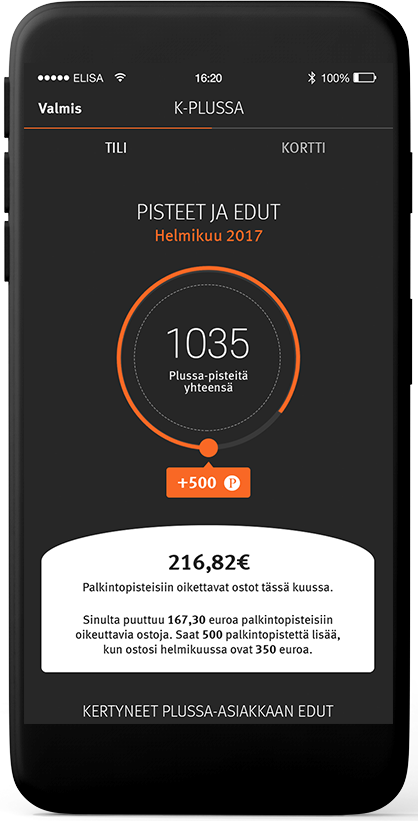 ELISA 16:20 100%
Valmis K-PLUSSA
TILI KORTTI
PISTEET JA EDUT
Helmikuu 2017
1035
Plussa-pisteitä
yhteensä
+500 P
216,82€
Palkintopisteisiin oikettavat ostot tässä kuussa.
Sinulta puuttuu 167,30 euroa palkintopisteisiin
oikeuttavia ostoja. Saat 500 palkintopistettä lisää,
kun ostosi helmikuussa ovat 350 euroa.
KERTYNEET PLUSSA-ASIAKKAAN EDUT